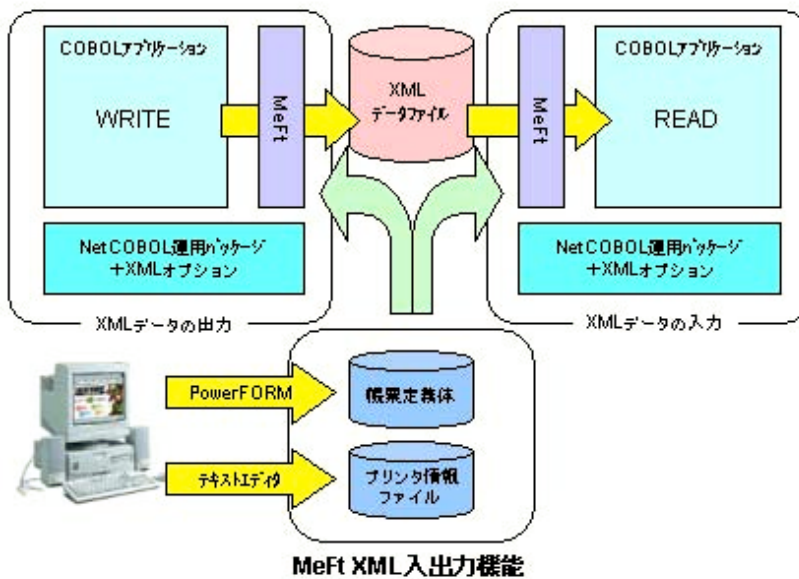 COBOLアプリケーション
WRITE
MeFt
NetCOBOL運用パッケージ
+XMLオプション
XMLデータの出力
XML
データファイル
COBOLアプリケーション
MeFt
READ
NetCOBOL運用パッケージ
+XMLオプション
XMLデータの入力
PowerFORM
帳票定義体
テキストエディタ
プリンタ情報
ファイル
MeFt XML入出力機能